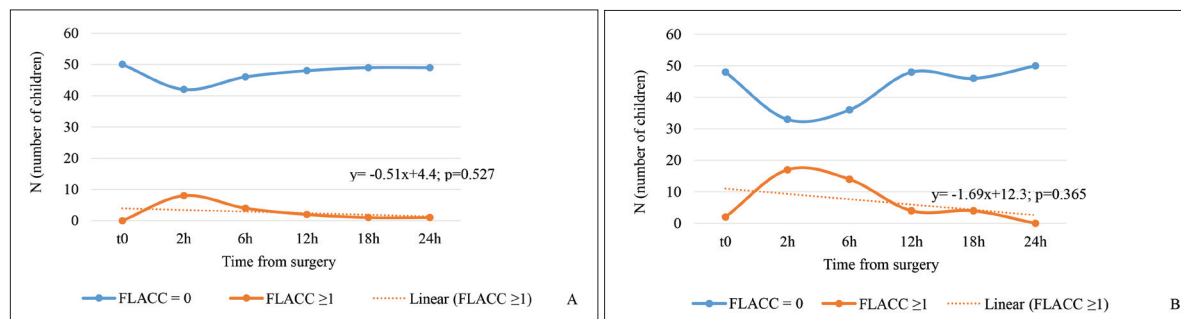 60
50
40
30
20
10
0
N (number of children)
y= -0.51x+4.4; p=0.527
t0 2h 6h 12h 18h 24h
Time from surgery
FLACC = 0 FLACC ≥1 Linear (FLACC ≥1) A
60
50
40
30
20
10
0
N (number of children)
y= -1.69x+12.3; p=0.365
t0 2h 6h 12h 18h 24h
Time from surgery
FLACC = 0 FLACC ≥1 Linear (FLACC ≥1) B